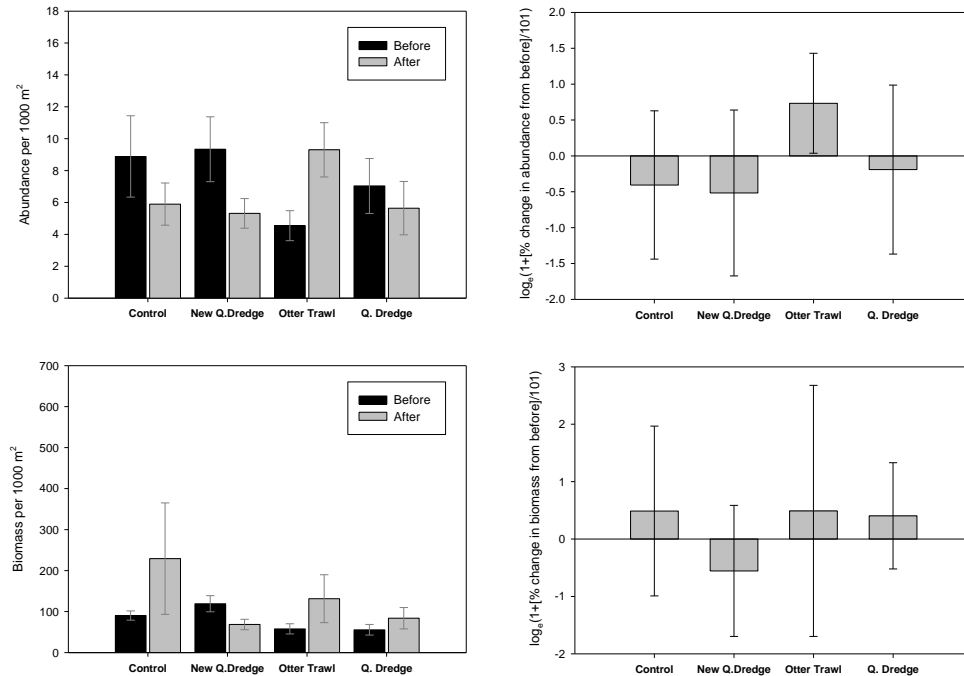 Abundance per 1000 m²
18
16
14
12
10
8
6
4
2
0
Before
After
Control
New Q.Dredge
Otter Trawl
Q. Dredge
logₑ(1+[% change in abundance from before]/101)
2.0
1.5
1.0
0.5
0.0
-0.5
-1.0
-1.5
-2.0
Control
New Q.Dredge
Otter Trawl
Q. Dredge
Biomass per 1000 m²
700
600
500
400
300
200
100
0
Before
After
Control
New Q.Dredge
Otter Trawl
Q. Dredge
logₑ(1+[% change in biomass from before]/101)
3
2
1
0
-1
-2
Control
New Q.Dredge
Otter Trawl
Q. Dredge